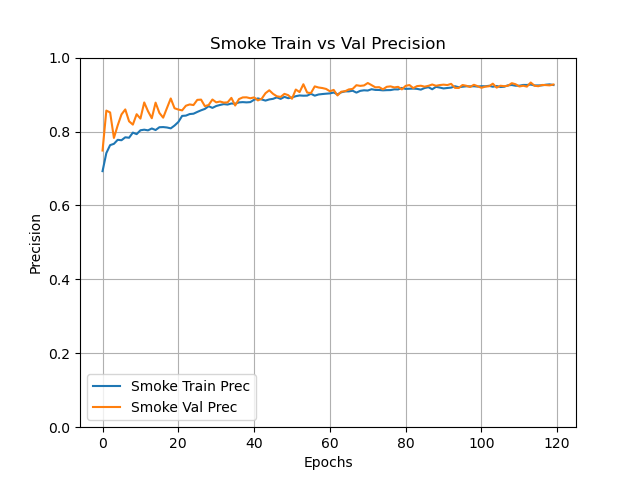 Smoke Train vs Val Precision
1.0
0.8
0.6
0.4
0.2
0.0
Precision
Smoke Train Prec
Smoke Val Prec
0 20 40 60 80 100 120
Epochs